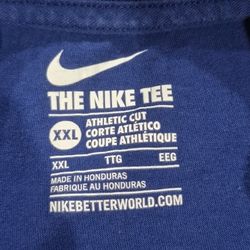 THE NIKE TEE
XXL
ATHLETIC CUT
CORTE ATLÉTICO
COUPE ATHLÉTIQUE
XXL TTG EEG
MADE IN HONDURAS
FABRIQUÉ AU HONDURAS
NIKEBETTERWORLD.COM